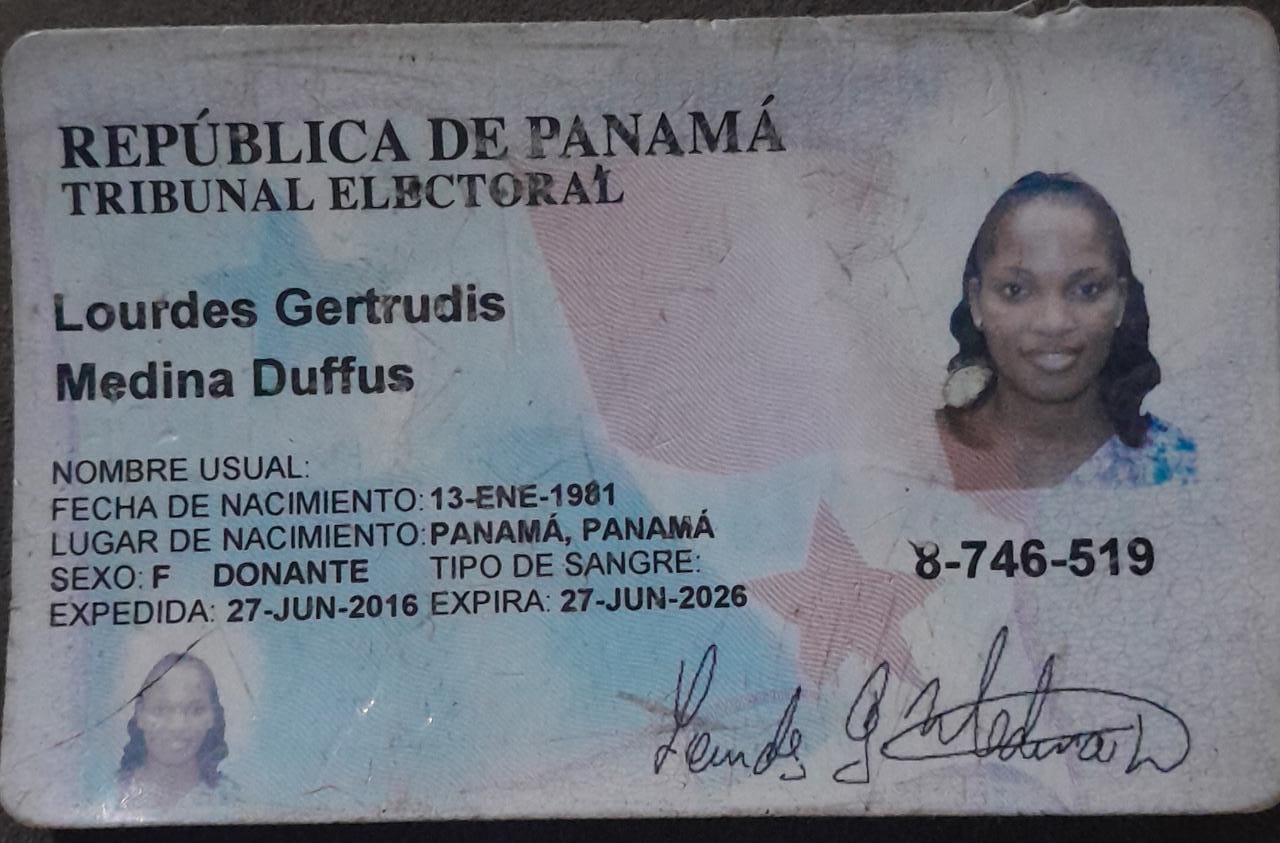 REPÚBLICA DE PANAMÁ
TRIBUNAL ELECTORAL
Lourdes Gertrudis
Medina Duffus
NOMBRE USUAL:
FECHA DE NACIMIENTO: 13-ENE-1981
LUGAR DE NACIMIENTO: PANAMÁ, PANAMÁ
SEXO: F DONANTE TIPO DE SANGRE:
EXPEDIDA: 27-JUN-2016 EXPIRA: 27-JUN-2026
8-746-519
Lourdes G Medina D